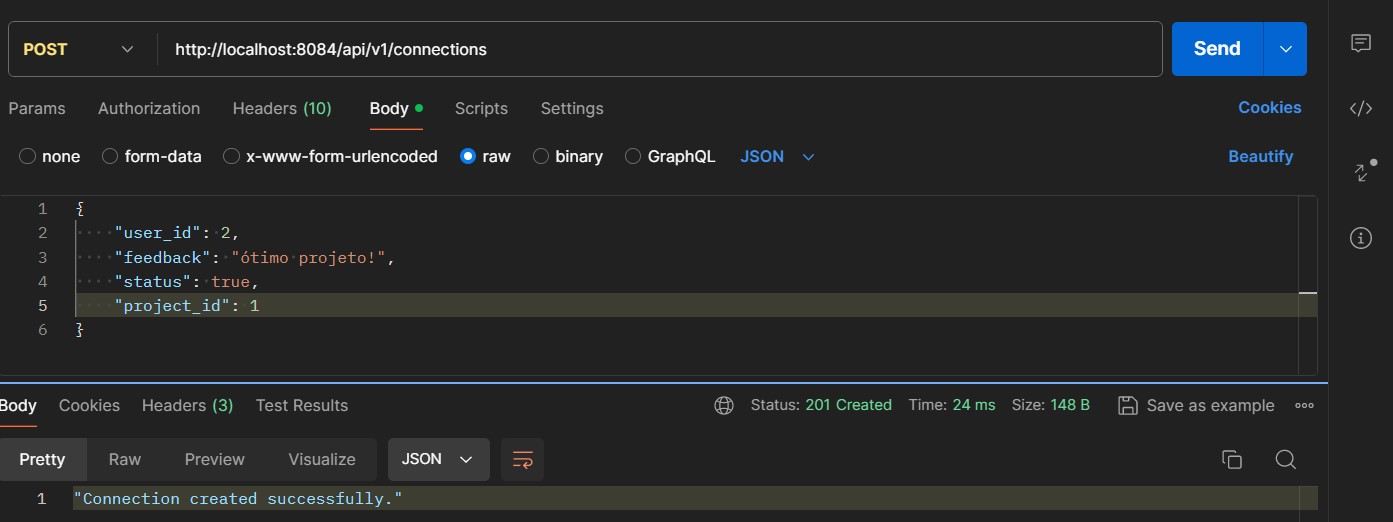 POST http://localhost:8084/api/v1/connections Send
Params Authorization Headers (10) Body Scripts Settings Cookies
none form-data x-www-form-urlencoded raw binary GraphQL JSON Beautify
1 {
2 "user_id": 2,
3 "feedback": "ótimo projeto!",
4 "status": true,
5 "project_id": 1
6 }
Body Cookies Headers (3) Test Results Status: 201 Created Time: 24 ms Size: 148 B Save as example
Pretty Raw Preview Visualize JSON
1 "Connection created successfully."